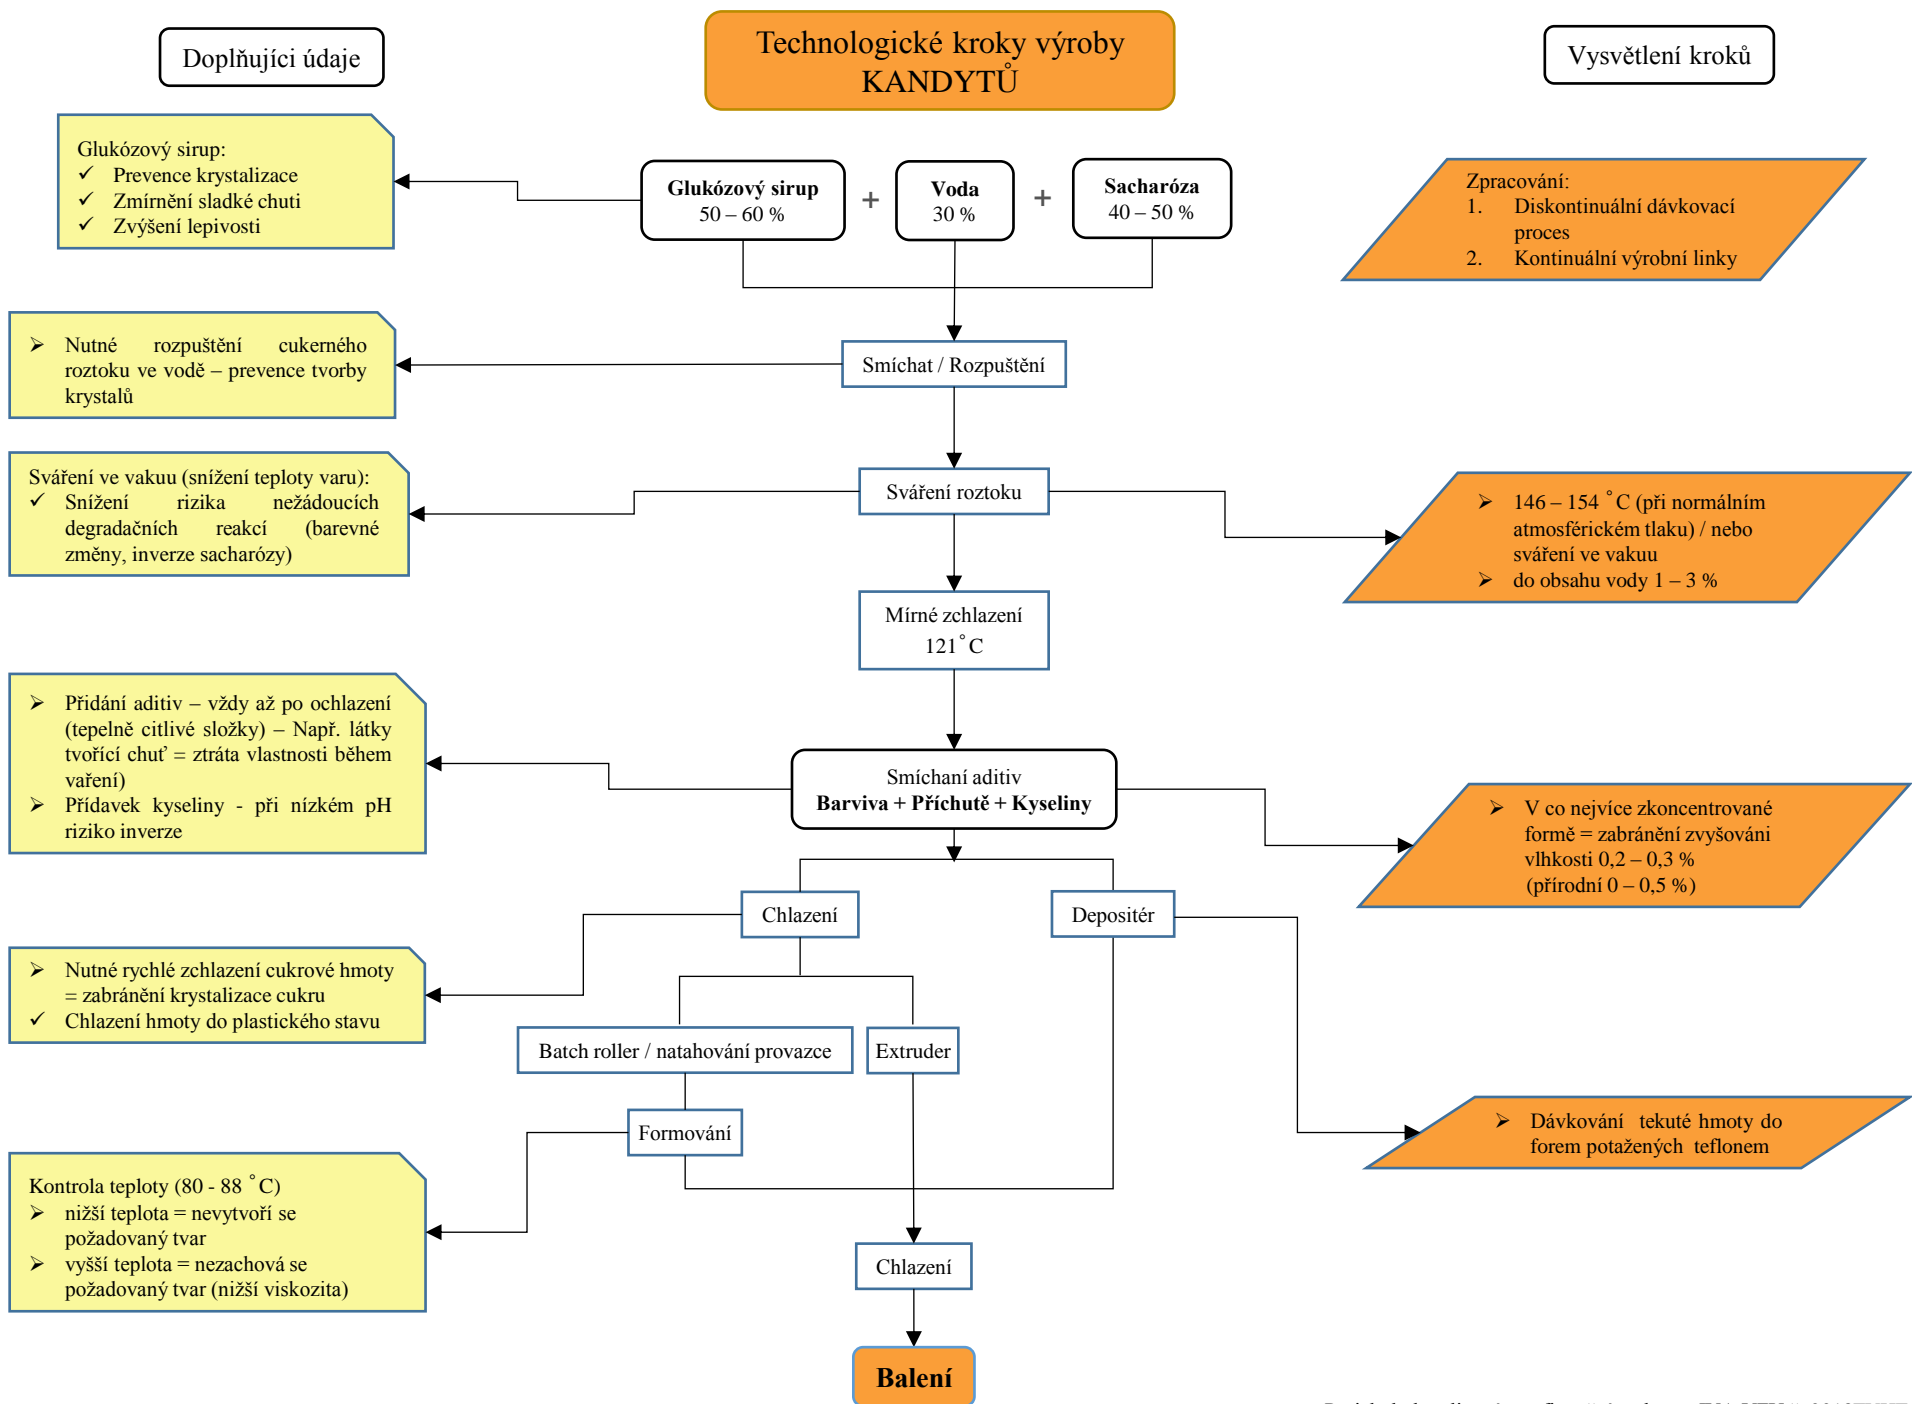 Doplňujíci údaje
Technologické kroky výroby
KANDYTŮ
Vysvětlení kroků
Glukózový sirup:
✓ Prevence krystalizace
✓ Zmírnění sladké chuti
✓ Zvýšení lepivosti
Glukózový sirup
50 – 60 %
+
Voda
30 %
+
Sacharóza
40 – 50 %
Zpracování:
1. Diskontinuální dávkovací
proces
2. Kontinuální výrobní linky
➢ Nutné rozpuštění cukerného
roztoku ve vodě – prevence tvorby
krystalů
Smíchat / Rozpuštění
Sváření ve vakuu (snížení teploty varu):
✓ Snížení rizika nežádoucích
degradačních reakcí (barevné
změny, inverze sacharózy)
Sváření roztoku
➢ 146 – 154 ˚C (při normálním
atmosférickém tlaku) / nebo
sváření ve vakuu
➢ do obsahu vody 1 – 3 %
Mírné zchlazení
121˚C
➢ Přidání aditiv – vždy až po ochlazení
(tepelně citlivé složky) – Např. látky
tvořící chuť = ztráta vlastnosti během
vaření)
➢ Přídavek kyseliny - při nízkém pH
riziko inverze
Smíchaní aditiv
Barviva + Příchutě + Kyseliny
➢ V co nejvíce zkoncentrované
formě = zabránění zvyšováni
vlhkosti 0,2 – 0,3 %
(přírodní 0 – 0,5 %)
Chlazení
Depositér
➢ Nutné rychlé zchlazení cukrové hmoty
= zabránění krystalizace cukru
✓ Chlazení hmoty do plastického stavu
Batch roller / natahování provazce
Extruder
Formování
➢ Dávkování tekuté hmoty do
forem potažených teflonem
Kontrola teploty (80 - 88 ˚C)
➢ nižší teplota = nevytvoří se
požadovaný tvar
➢ vyšší teplota = nezachová se
požadovaný tvar (nižší viskozita)
Chlazení
Balení